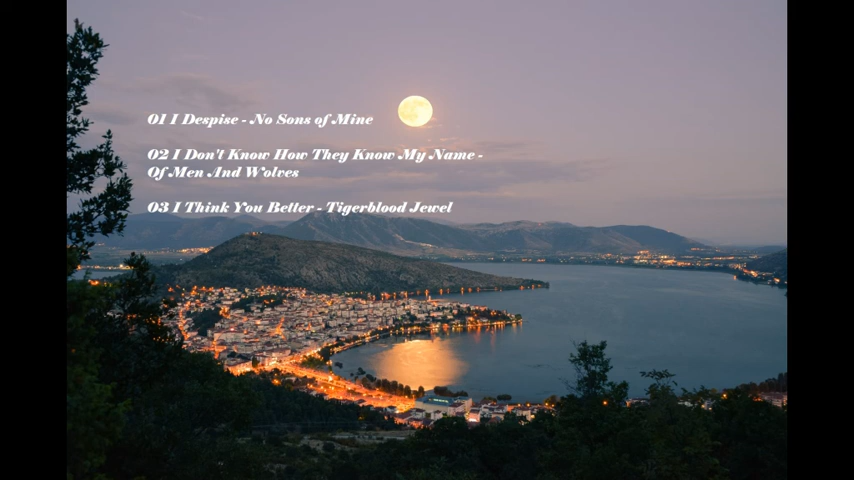 01 I Despise - No Sons of Mine
02 I Don't Know How They Know My Name -
Of Men And Wolves
03 I Think You Better - Tigerblood Jewel